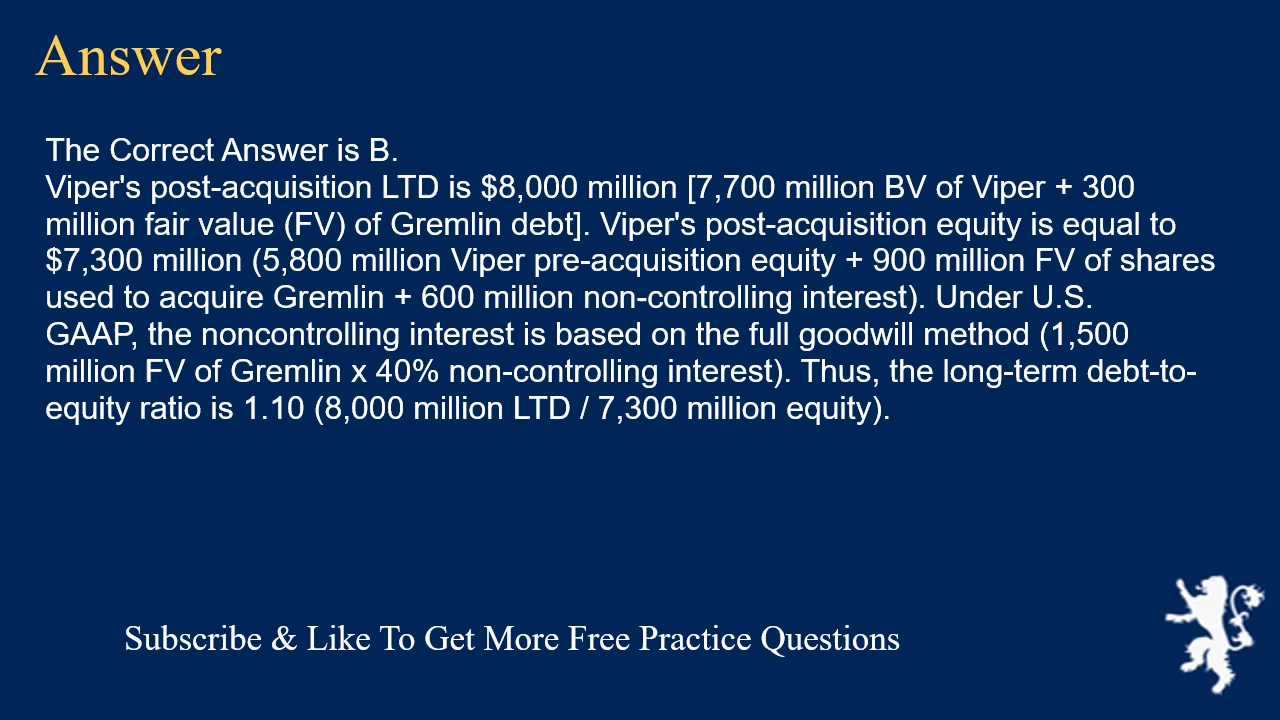 Answer
The Correct Answer is B.
Viper's post-acquisition LTD is $8,000 million [7,700 million BV of Viper + 300
million fair value (FV) of Gremlin debt]. Viper's post-acquisition equity is equal to
$7,300 million (5,800 million Viper pre-acquisition equity + 900 million FV of shares
used to acquire Gremlin + 600 million non-controlling interest). Under U.S.
GAAP, the noncontrolling interest is based on the full goodwill method (1,500
million FV of Gremlin x 40% non-controlling interest). Thus, the long-term debt-to-
equity ratio is 1.10 (8,000 million LTD / 7,300 million equity).
Subscribe & Like To Get More Free Practice Questions